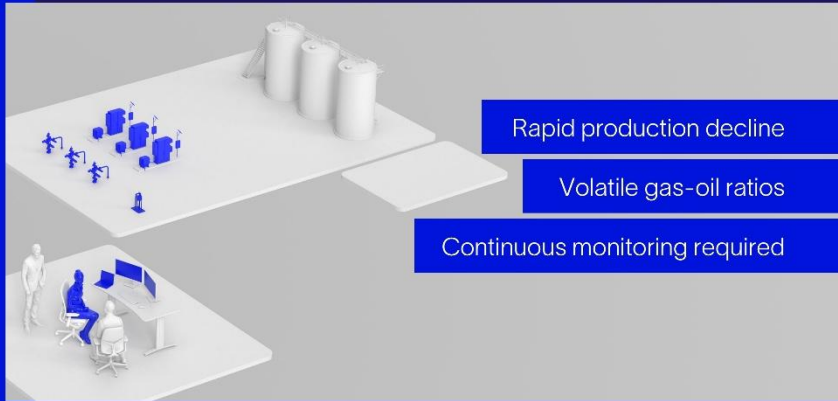 Rapid production decline
Volatile gas-oil ratios
Continuous monitoring required